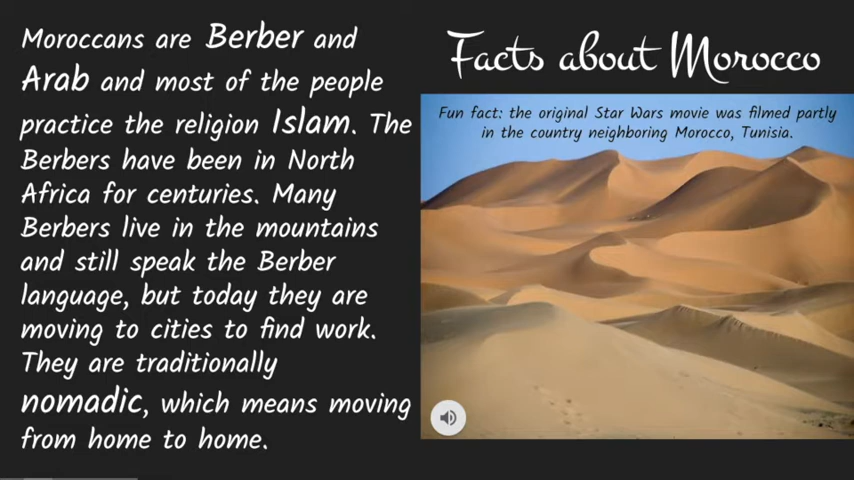 Moroccans are Berber and
Arab and most of the people
practice the religion Islam. The
Berbers have been in North
Africa for centuries. Many
Berbers live in the mountains
and still speak the Berber
language, but today they are
moving to cities to find work.
They are traditionally
nomadic, which means moving
from home to home.
Facts about Morocco
Fun fact: the original Star Wars movie was filmed partly
in the country neighboring Morocco, Tunisia.